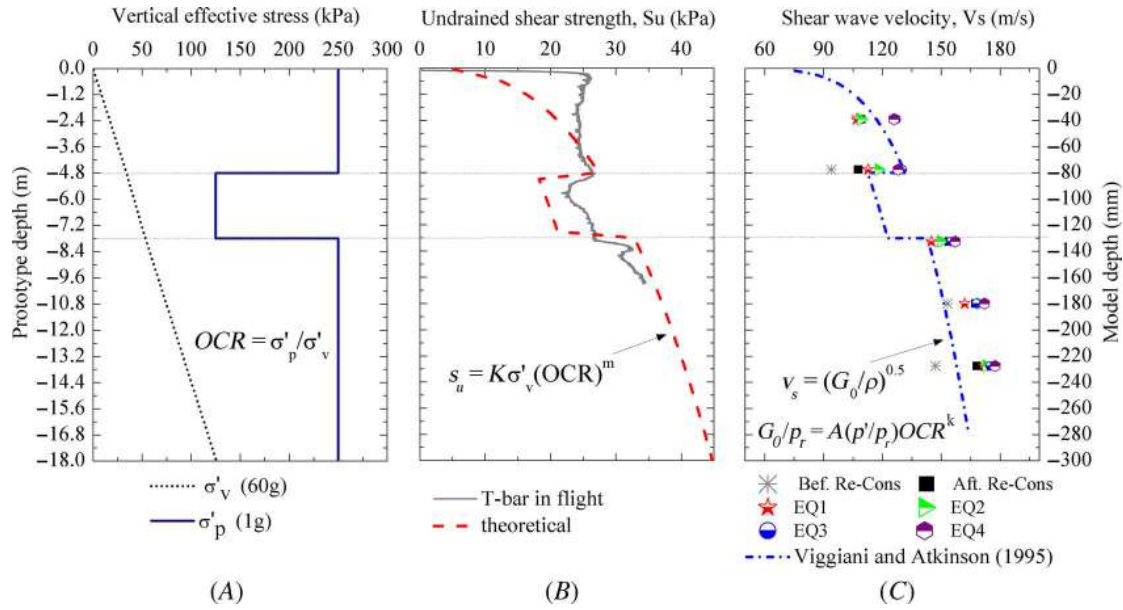 Vertical effective stress (kPa)
0 50 100 150 200 250 300
Undrained shear strength, Su (kPa)
0 10 20 30 40
Shear wave velocity, Vs (m/s)
60 90 120 150 180
Prototype depth (m)
0.0
−1.2
−2.4
−3.6
−4.8
−6.0
−7.2
−8.4
−9.6
−10.8
−12.0
−13.2
−14.4
−15.6
−16.8
−18.0
OCR = σ'p/σ'v
su = Kσ'v(OCR)^m
vs = (G0/ρ)^0.5
G0/pr = A(p'/pr)OCR^k
0
−20
−40
−60
−80
−100
−120
−140
−160
−180
−200
−220
−240
−260
−280
−300
Model depth (mm)
σ'v (60g)
σ'p (1g)
T-bar in flight
theoretical
Bef. Re-Cons Aft. Re-Cons
EQ1 EQ2
EQ3 EQ4
Viggiani and Atkinson (1995)
(A) (B) (C)